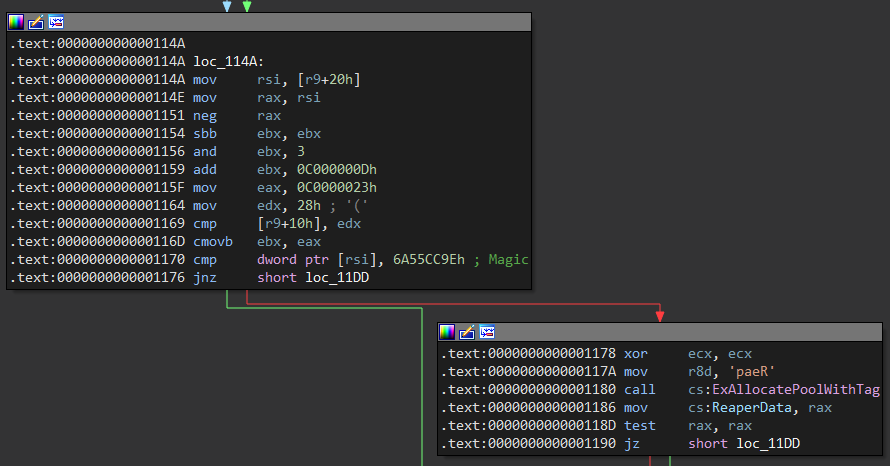 .text:000000000000114A
.text:000000000000114A loc_114A:
.text:000000000000114A mov rsi, [r9+20h]
.text:000000000000114E mov rax, rsi
.text:0000000000001151 neg rax
.text:0000000000001154 sbb ebx, ebx
.text:0000000000001156 and ebx, 3
.text:0000000000001159 add ebx, 0C000000Dh
.text:000000000000115F mov eax, 0C0000023h
.text:0000000000001164 mov edx, 28h ; '('
.text:0000000000001169 cmp [r9+10h], edx
.text:000000000000116D cmovb ebx, eax
.text:0000000000001170 cmp dword ptr [rsi], 6A55CC9Eh ; Magic
.text:0000000000001176 jnz short loc_11DD
.text:0000000000001178 xor ecx, ecx
.text:000000000000117A mov r8d, 'paeR'
.text:0000000000001180 call cs:ExAllocatePoolWithTag
.text:0000000000001186 mov cs:ReaperData, rax
.text:000000000000118D test rax, rax
.text:0000000000001190 jz short loc_11DD